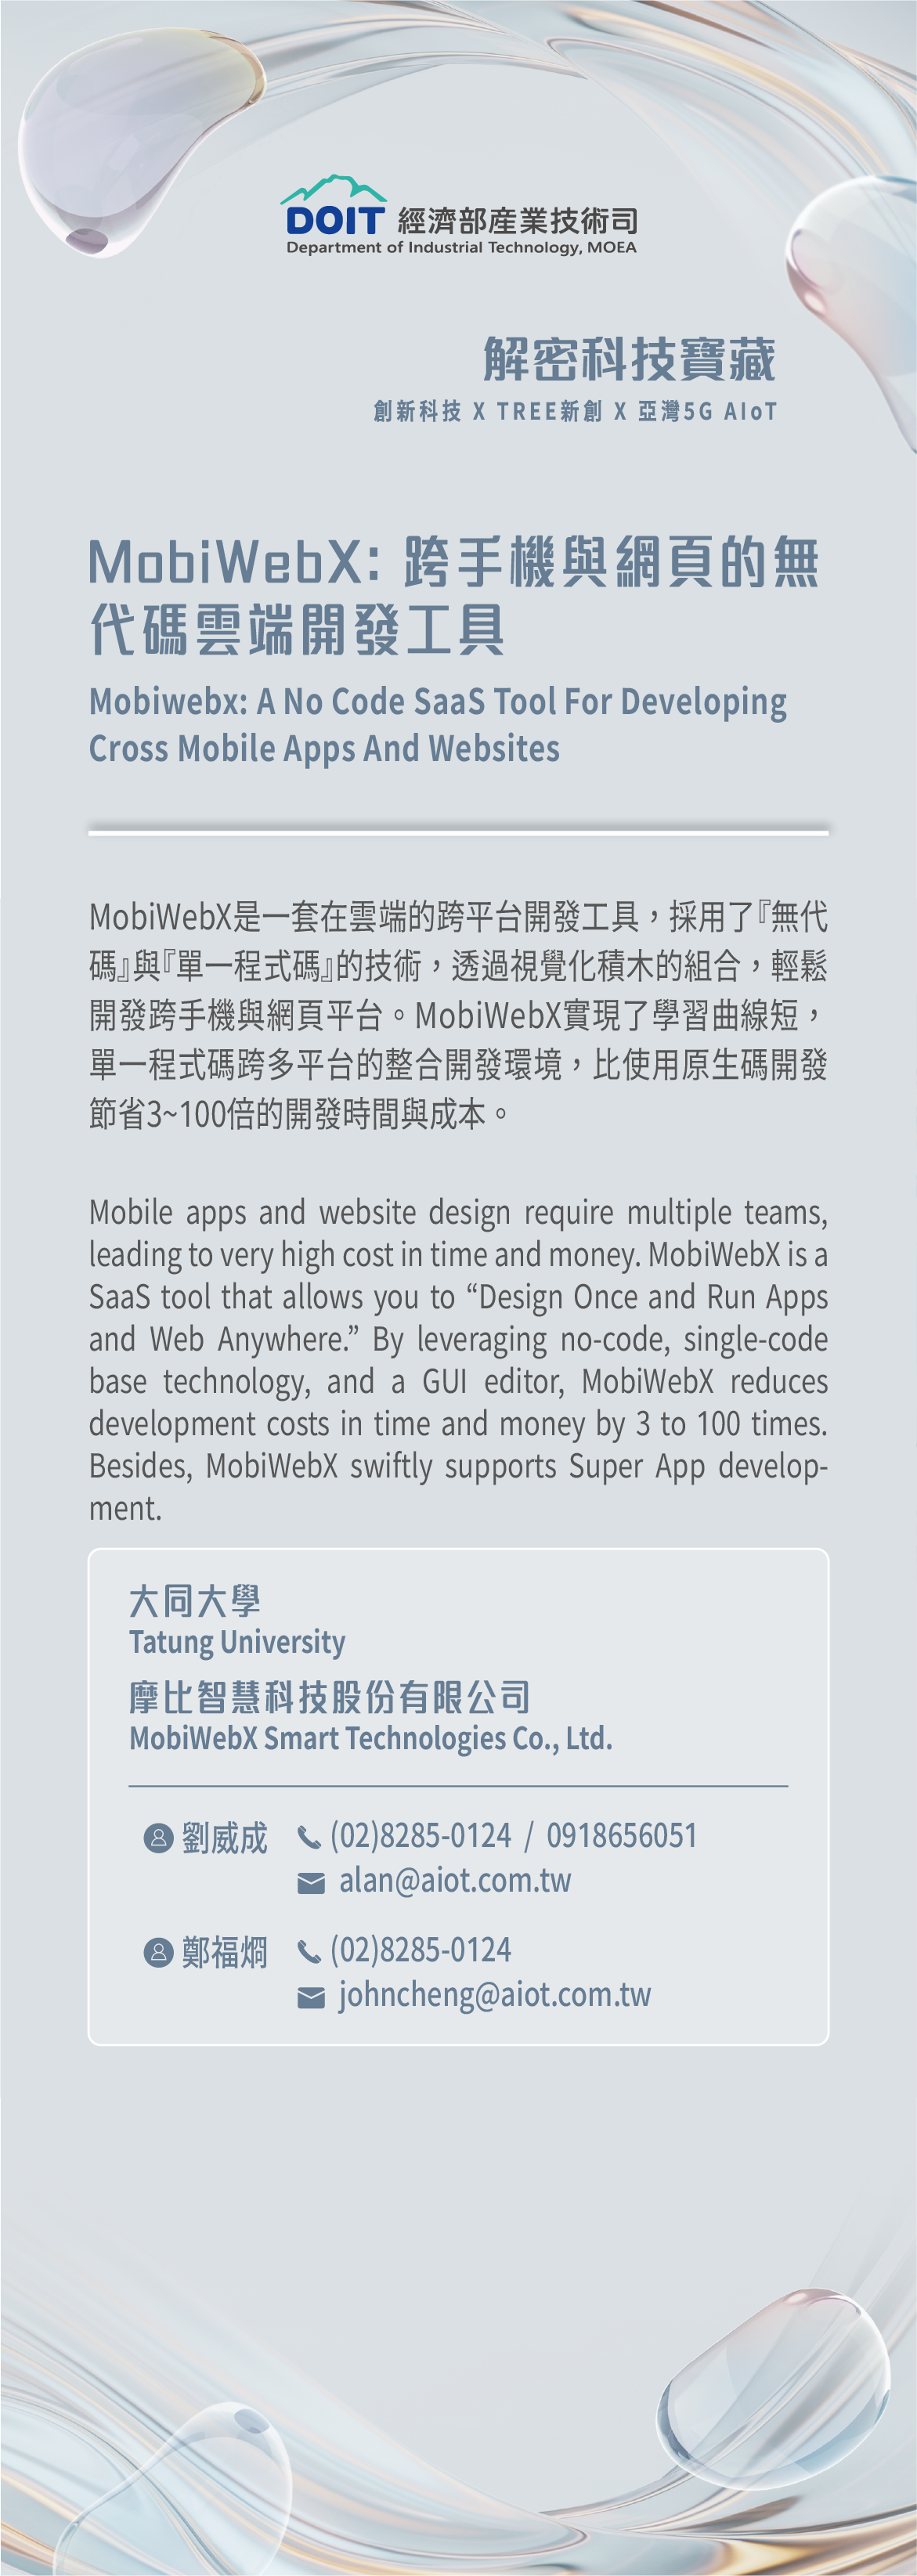 DOIT 經濟部產業技術司
Department of Industrial Technology, MOEA
解密科技寶藏
創新科技 X TREE新創 X 亞灣5G AIoT
MobiWebX: 跨手機與網頁的無
代碼雲端開發工具
Mobiwebx: A No Code SaaS Tool For Developing
Cross Mobile Apps And Websites
MobiWebX是一套在雲端的跨平台開發工具，採用了『無代
碼』與『單一程式碼』的技術，透過視覺化積木的組合，輕鬆
開發跨手機與網頁平台。MobiWebX實現了學習曲線短，
單一程式碼跨多平台的整合開發環境，比使用原生碼開發
節省3~100倍的開發時間與成本。
Mobile apps and website design require multiple teams,
leading to very high cost in time and money. MobiWebX is a
SaaS tool that allows you to “Design Once and Run Apps
and Web Anywhere.” By leveraging no-code, single-code
base technology, and a GUI editor, MobiWebX reduces
development costs in time and money by 3 to 100 times.
Besides, MobiWebX swiftly supports Super App develop-
ment.
大同大學
Tatung University
摩比智慧科技股份有限公司
MobiWebX Smart Technologies Co., Ltd.
劉威成 (02)8285-0124 / 0918656051
alan@aiot.com.tw
鄭福炯 (02)8285-0124
johncheng@aiot.com.tw